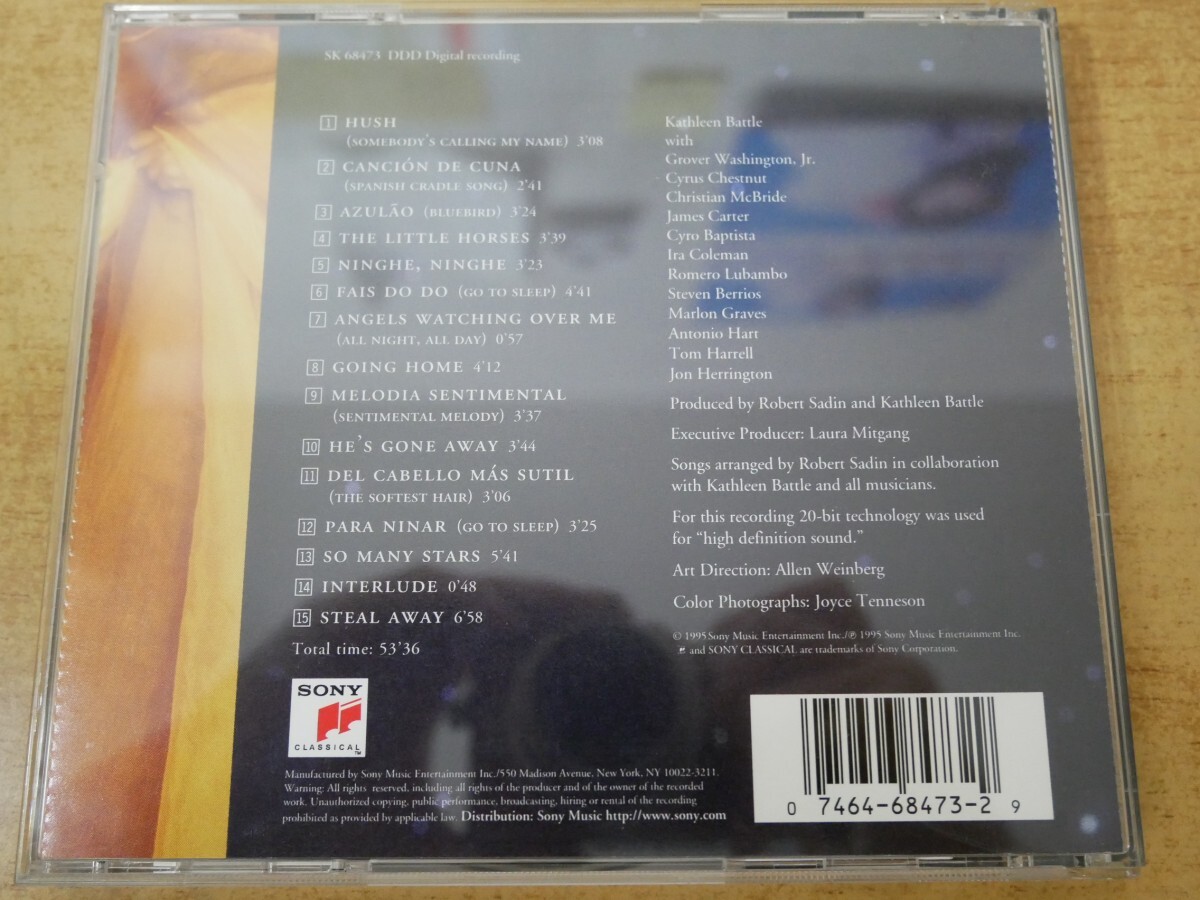 SK 68473 DDD Digital recording
1 HUSH
(SOMEBODY'S CALLING MY NAME) 3'08
2 CANCIÓN DE CUNA
(SPANISH CRADLE SONG) 2'41
3 AZULÃO (BLUEBIRD) 3'24
4 THE LITTLE HORSES 3'39
5 NINGHE, NINGHE 3'23
6 FAIS DO DO (GO TO SLEEP) 4'41
7 ANGELS WATCHING OVER ME
(ALL NIGHT, ALL DAY) 0'57
8 GOING HOME 4'12
9 MELODIA SENTIMENTAL
(SENTIMENTAL MELODY) 3'37
10 HE'S GONE AWAY 3'44
11 DEL CABELLO MÁS SUTIL
(THE SOFTEST HAIR) 3'06
12 PARA NINAR (GO TO SLEEP) 3'25
13 SO MANY STARS 5'41
14 INTERLUDE 0'48
15 STEAL AWAY 6'58
Total time: 53'36
Kathleen Battle
with
Grover Washington, Jr.
Cyrus Chestnut
Christian McBride
James Carter
Cyro Baptista
Ira Coleman
Romero Lubambo
Steven Berrios
Marlon Graves
Antonio Hart
Tom Harrell
Jon Herrington
Produced by Robert Sadin and Kathleen Battle
Executive Producer: Laura Mitgang
Songs arranged by Robert Sadin in collaboration
with Kathleen Battle and all musicians.
For this recording 20-bit technology was used
for "high definition sound."
Art Direction: Allen Weinberg
Color Photographs: Joyce Tenneson
© 1995 Sony Music Entertainment Inc./℗ 1995 Sony Music Entertainment Inc.
and SONY CLASSICAL are trademarks of Sony Corporation.
SONY
CLASSICAL™
Manufactured by Sony Music Entertainment Inc./550 Madison Avenue, New York, NY 10022-3211.
Warning: All rights reserved, including all rights of the producer and of the owner of the recorded
work. Unauthorized copying, public performance, broadcasting, hiring or rental of the recording
prohibited as provided by applicable law. Distribution: Sony Music http://www.sony.com
0 7464-68473-2 9